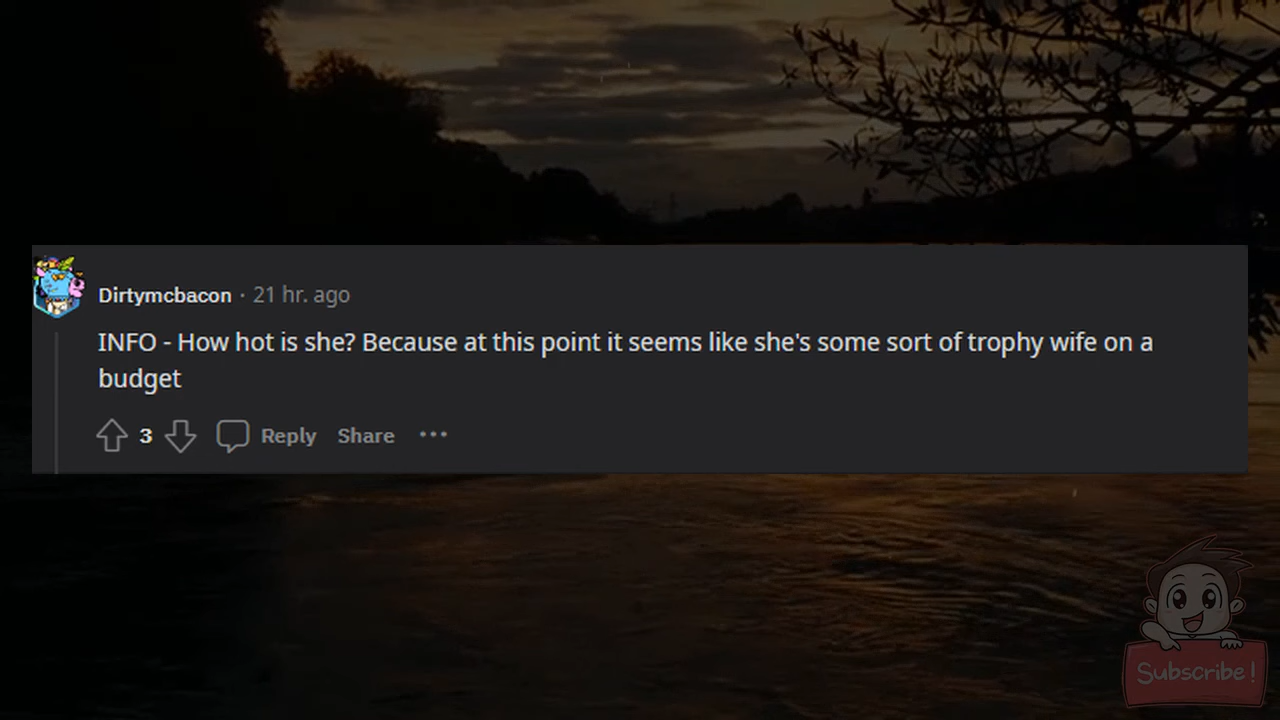 Dirtymcbacon · 21 hr. ago
INFO - How hot is she? Because at this point it seems like she's some sort of trophy wife on a
budget
3 Reply Share ···
Subscribe!